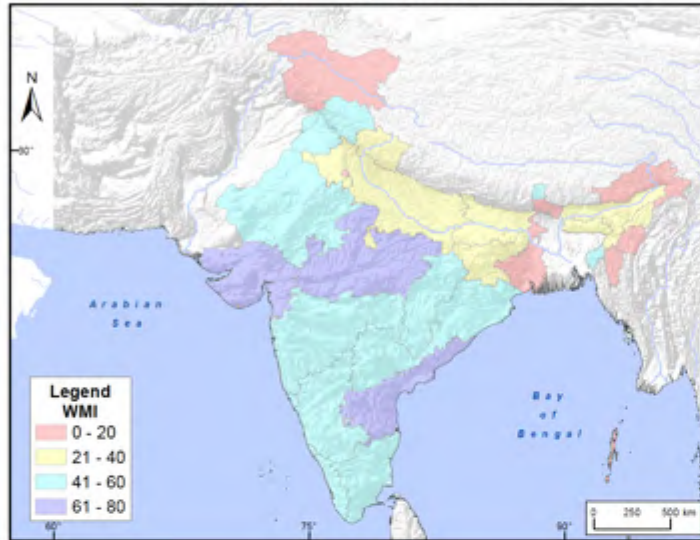 N
30°
Arabian
Sea
Bay
of
Bengal
Legend
WMI
0 - 20
21 - 40
41 - 60
61 - 80
0 250 500 km
60°
75°
90°